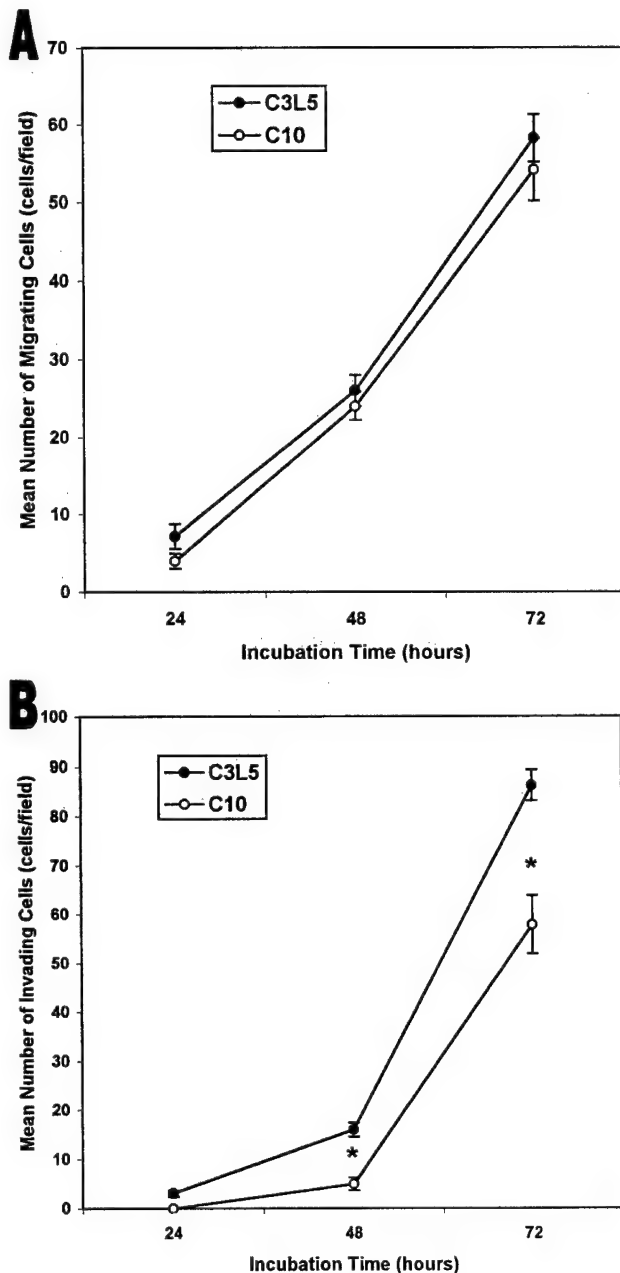 A
70
60
50
40
30
20
10
0
Mean Number of Migrating Cells (cells/field)
C3L5
C10
24 48 72
Incubation Time (hours)
B
100
90
80
70
60
50
40
30
20
10
0
Mean Number of Invading Cells (cells/field)
C3L5
C10
*
*
24 48 72
Incubation Time (hours)